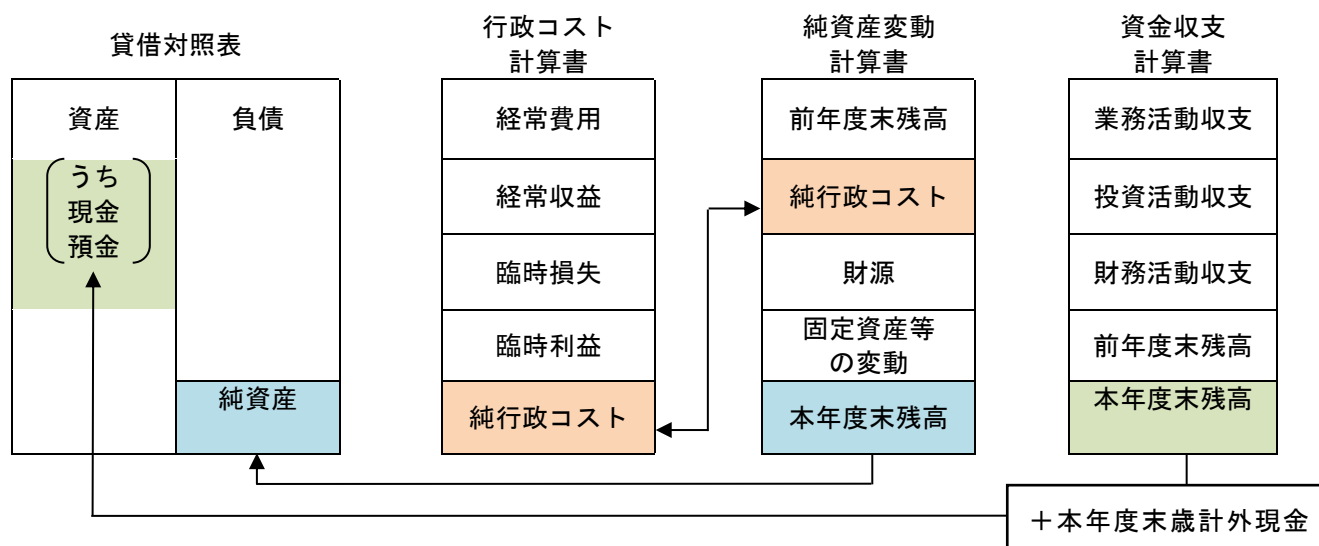 貸借対照表
資産
うち
現金
預金
負債
純資産
行政コスト
計算書
経常費用
経常収益
臨時損失
臨時利益
純行政コスト
純資産変動
計算書
前年度末残高
純行政コスト
財源
固定資産等
の変動
本年度末残高
資金収支
計算書
業務活動収支
投資活動収支
財務活動収支
前年度末残高
本年度末残高
＋本年度末歳計外現金